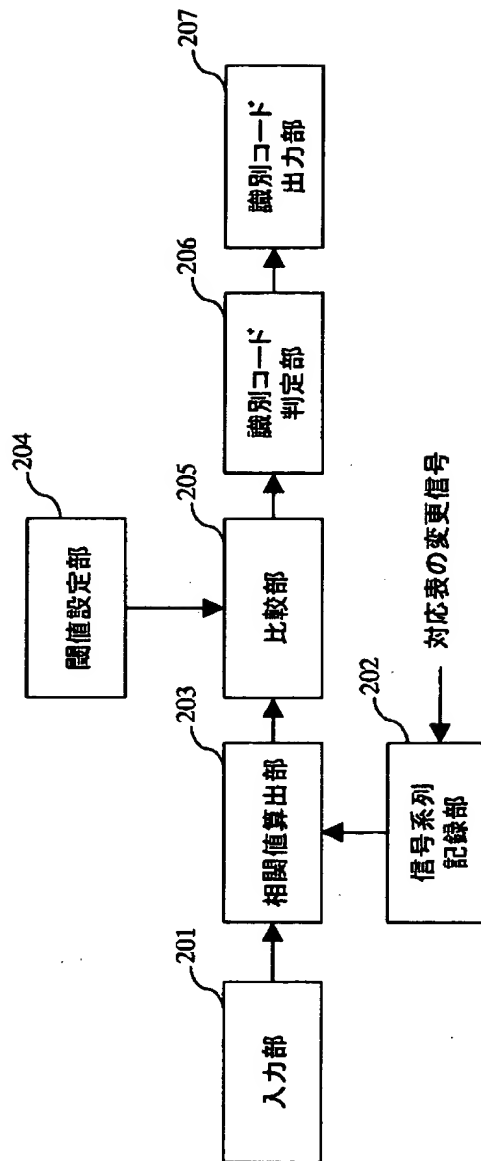 201
入力部
203
相関値算出部
202
信号系列
記録部
対応表の変更信号
204
閾値設定部
205
比較部
206
識別コード
判定部
207
識別コード
出力部